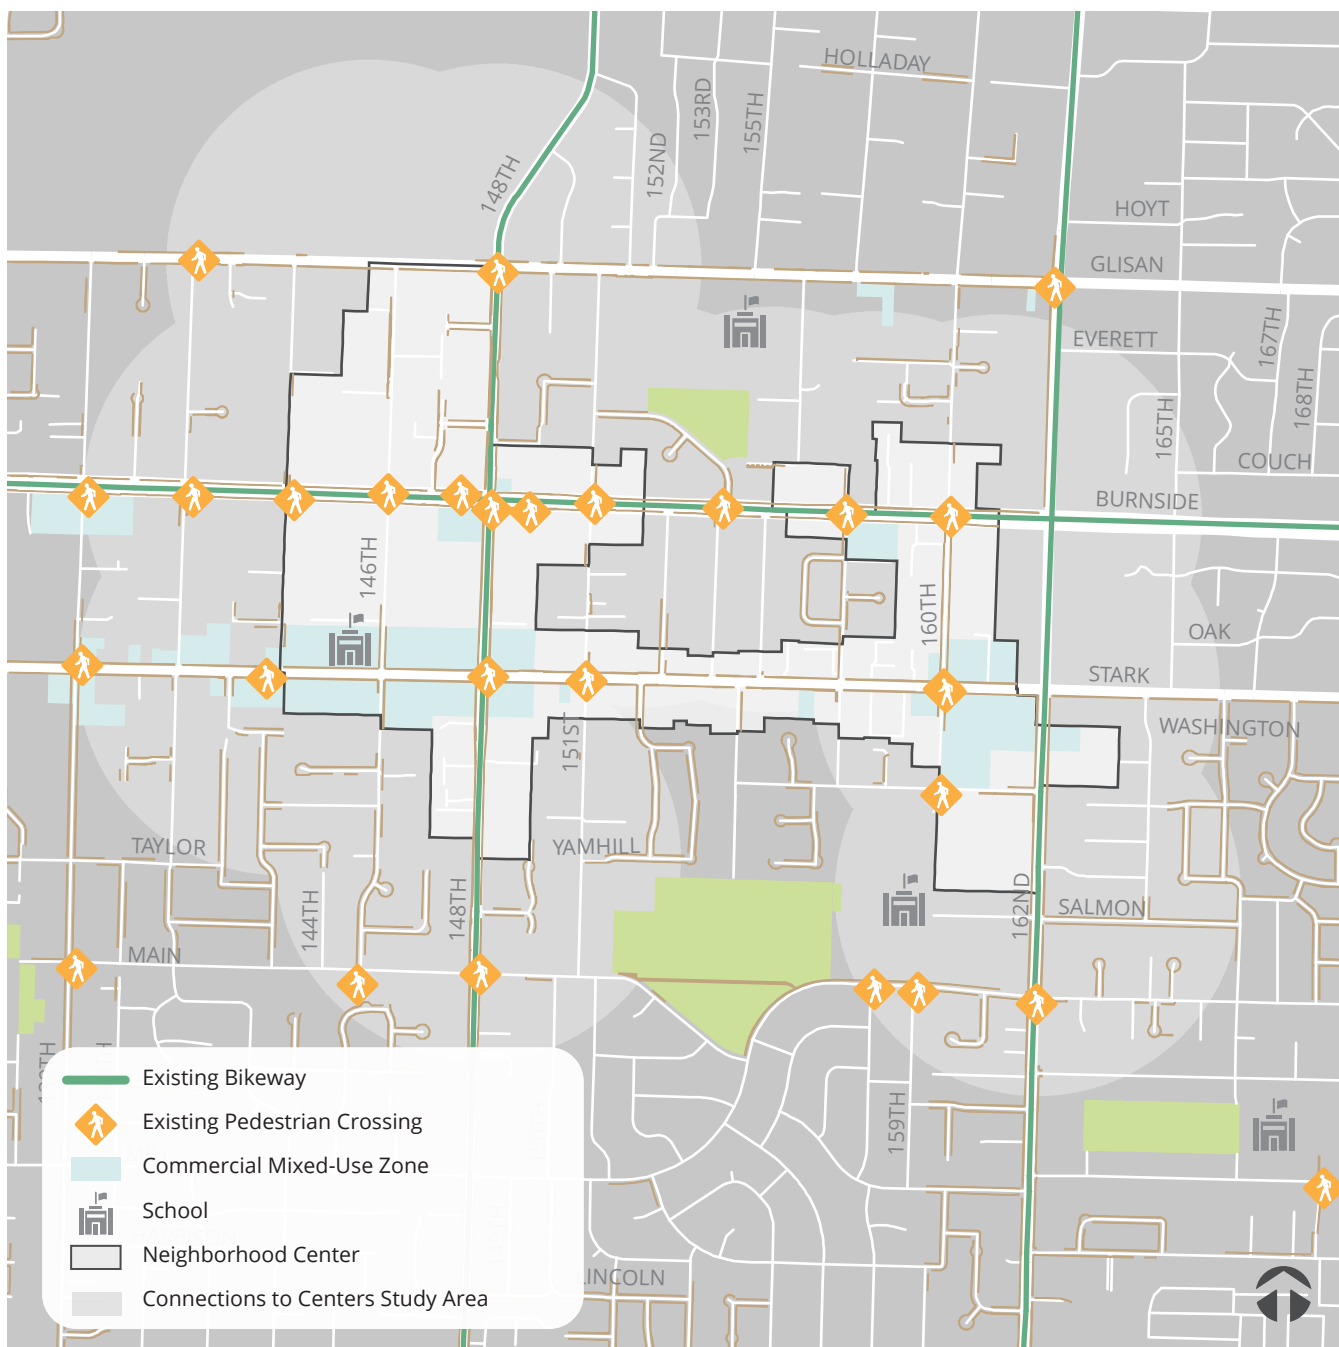 HOLLADAY
153RD
155TH
152ND
148TH
HOYT
GLISAN
EVERETT
167TH
168TH
165TH
COUCH
BURNSIDE
146TH
160TH
OAK
STARK
WASHINGTON
151ST
TAYLOR
YAMHILL
144TH
148TH
162ND
SALMON
MAIN
159TH
LINCOLN
Existing Bikeway
Existing Pedestrian Crossing
Commercial Mixed-Use Zone
School
Neighborhood Center
Connections to Centers Study Area